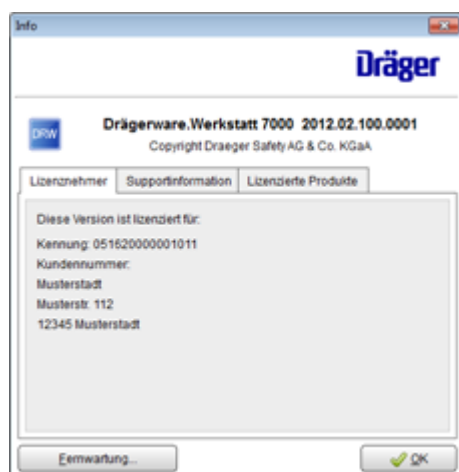 Info
Dräger
DRW
Drägerware.Werkstatt 7000 2012.02.100.0001
Copyright Draeger Safety AG & Co. KGaA
Lizenznehmer Supportinformation Lizenzierte Produkte
Diese Version ist lizenziert für:
Kennung: 051620000001011
Kundennummer:
Musterstadt
Musterstr. 112
12345 Musterstadt
Fernwartung... OK